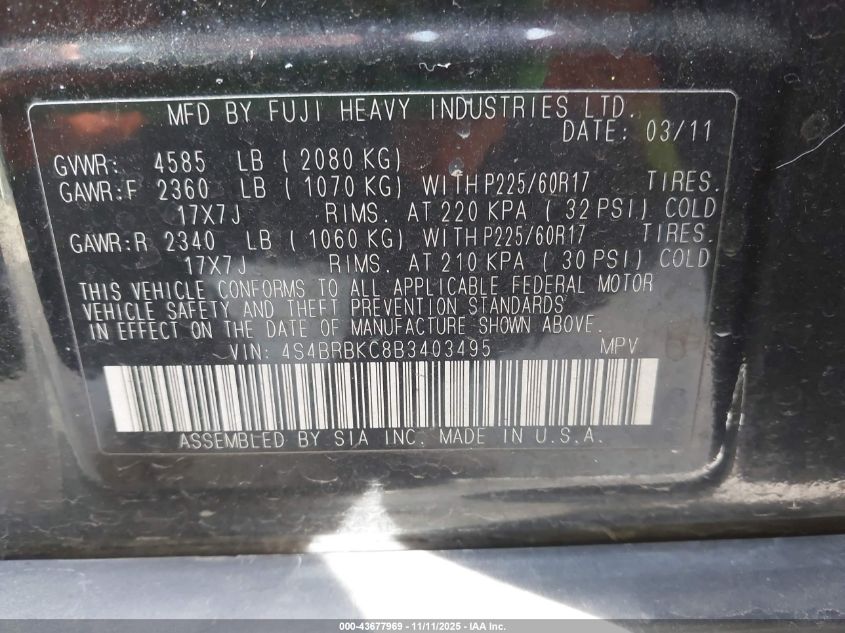 MFD BY FUJI HEAVY INDUSTRIES LTD.
DATE: 03/11
GVWR: 4585 LB ( 2080 KG)
GAWR:F 2360 LB ( 1070 KG) WITH P225/60R17 TIRES.
17X7J RIMS. AT 220 KPA ( 32 PSI) COLD
GAWR:R 2340 LB ( 1060 KG) WITH P225/60R17 TIRES.
17X7J RIMS. AT 210 KPA ( 30 PSI) COLD
THIS VEHICLE CONFORMS TO ALL APPLICABLE FEDERAL MOTOR
VEHICLE SAFETY AND THEFT PREVENTION STANDARDS
IN EFFECT ON THE DATE OF MANUFACTURE SHOWN ABOVE.
VIN: 4S4BRBKC8B3403495 MPV
ASSEMBLED BY SIA INC. MADE IN U.S.A.
000-43677969 - 11/11/2025 - IAA Inc.